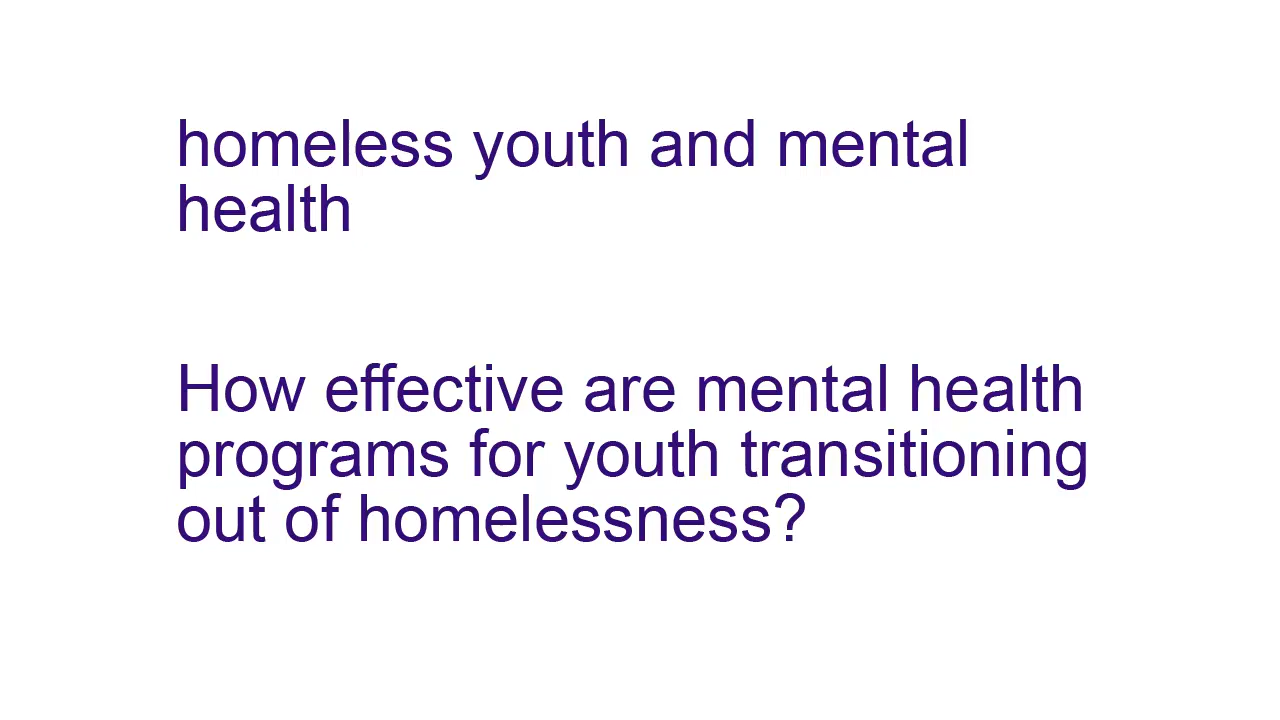 homeless youth and mental
health
How effective are mental health
programs for youth transitioning
out of homelessness?